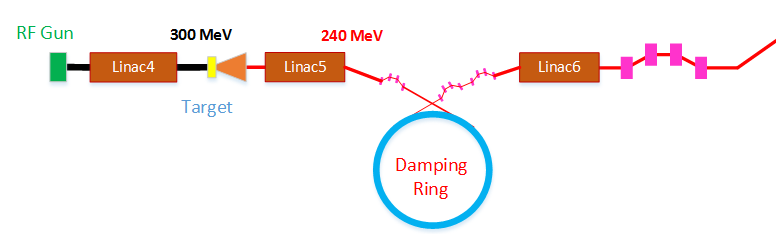 RF Gun
300 MeV
240 MeV
Linac4
Linac5
Linac6
Target
Damping
Ring